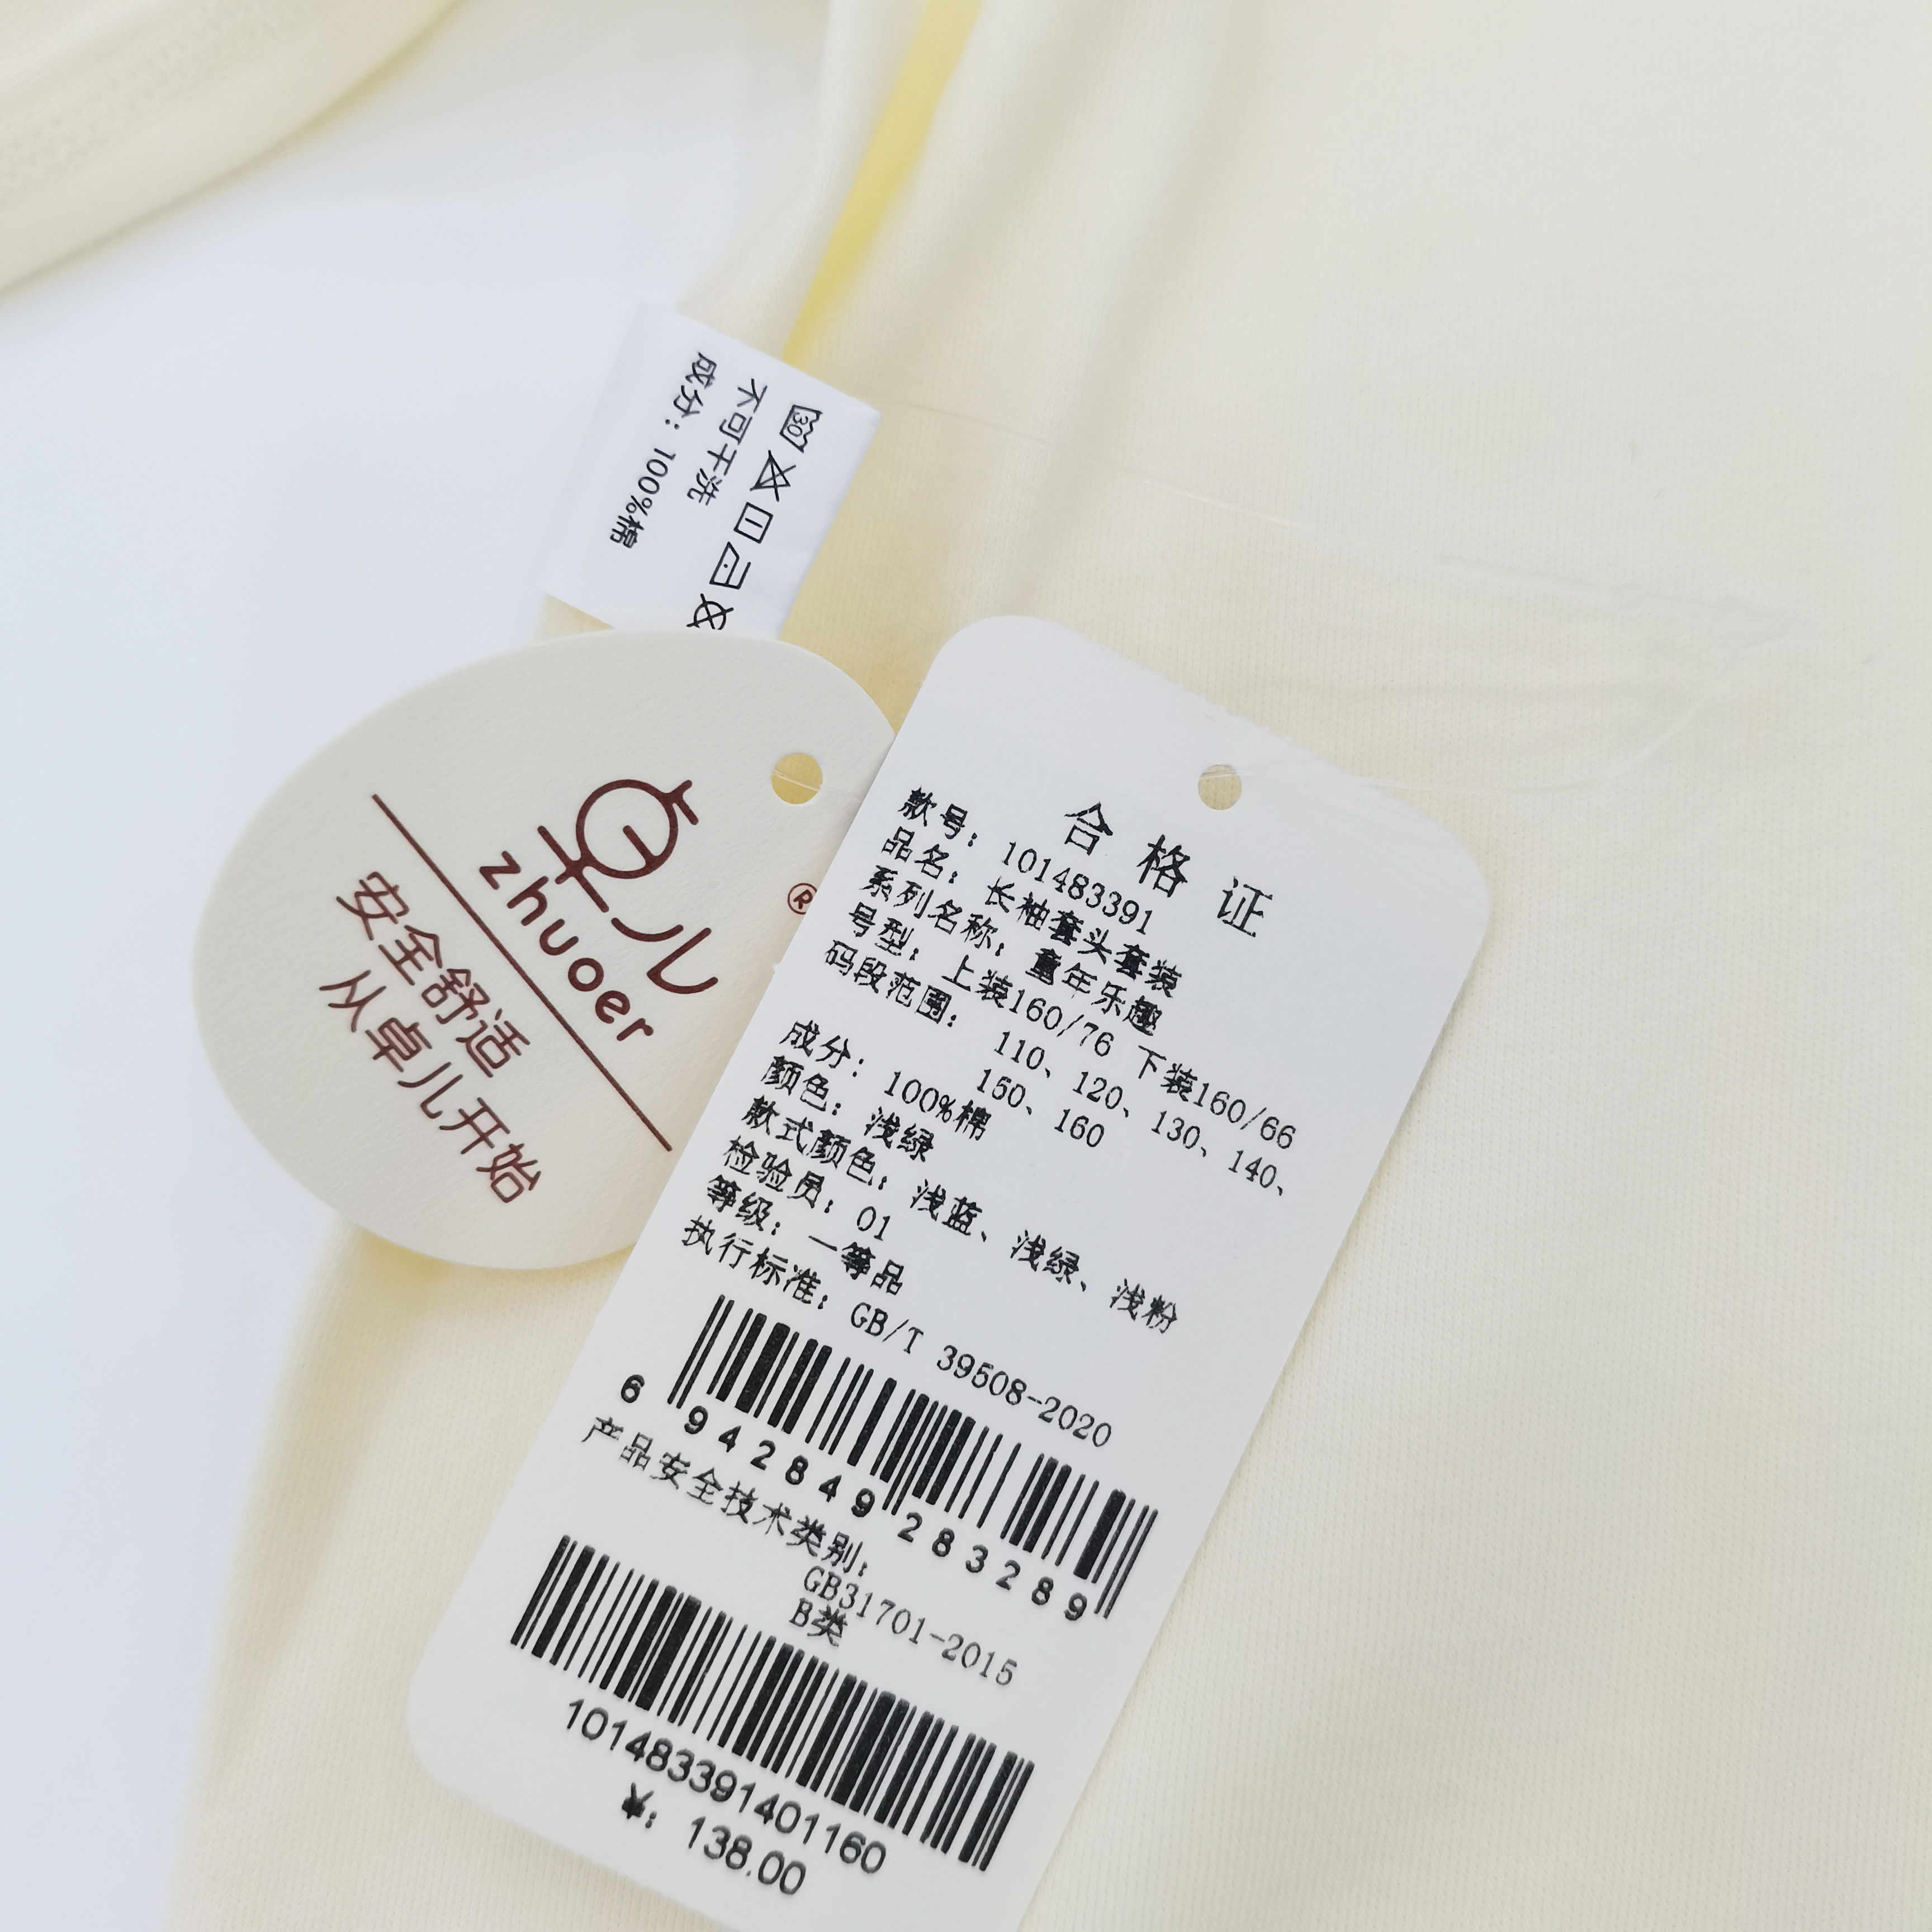 成分：100%棉
不可干洗
30
卓儿
®
zhuoer
安全舒适
从卓儿开始
合格证
款号：101483391
品名：长袖套头套装
系列名称：童年乐趣
号型：上装160/76 下装160/66
码段范围：110、120、130、140、
150、160
成分：100%棉
颜色：浅绿
款式颜色：浅蓝、浅绿、浅粉
检验员：01
等级：一等品
执行标准：GB/T 39508-2020
6 942849 283289
产品安全技术类别：
GB31701-2015
B类
101483391401160
¥：138.00